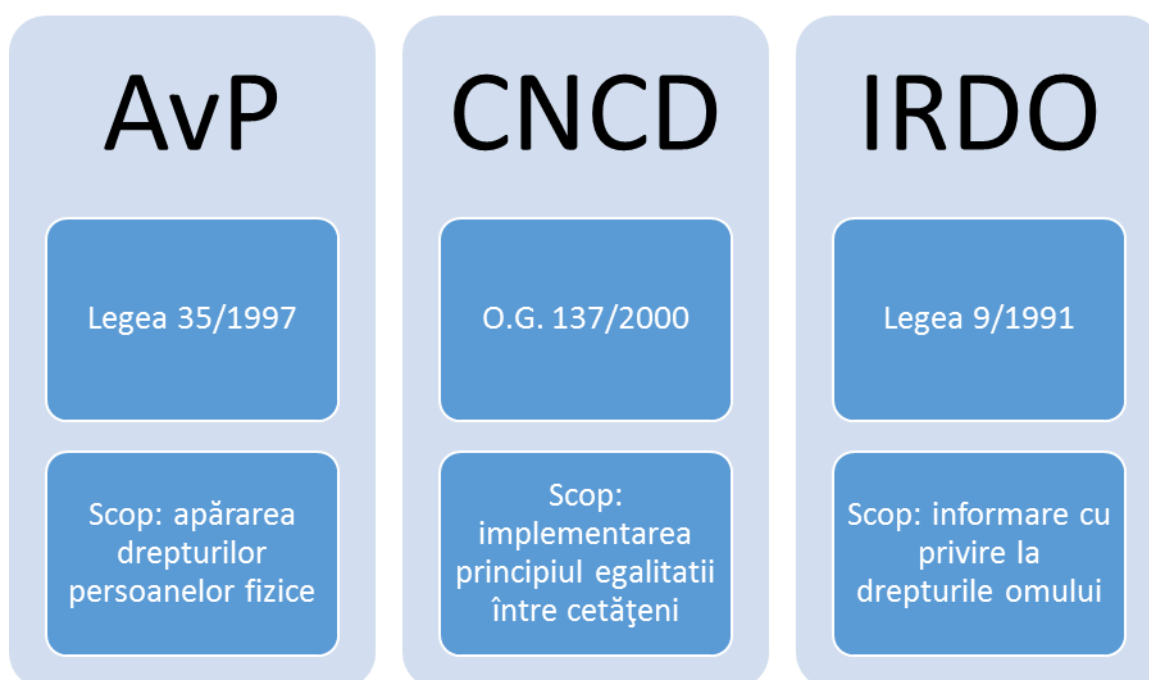 AvP
Legea 35/1997
Scop: apărarea
drepturilor
persoanelor fizice
CNCD
O.G. 137/2000
Scop:
implementarea
principiul egalitatii
între cetăţeni
IRDO
Legea 9/1991
Scop: informare cu
privire la
drepturile omului